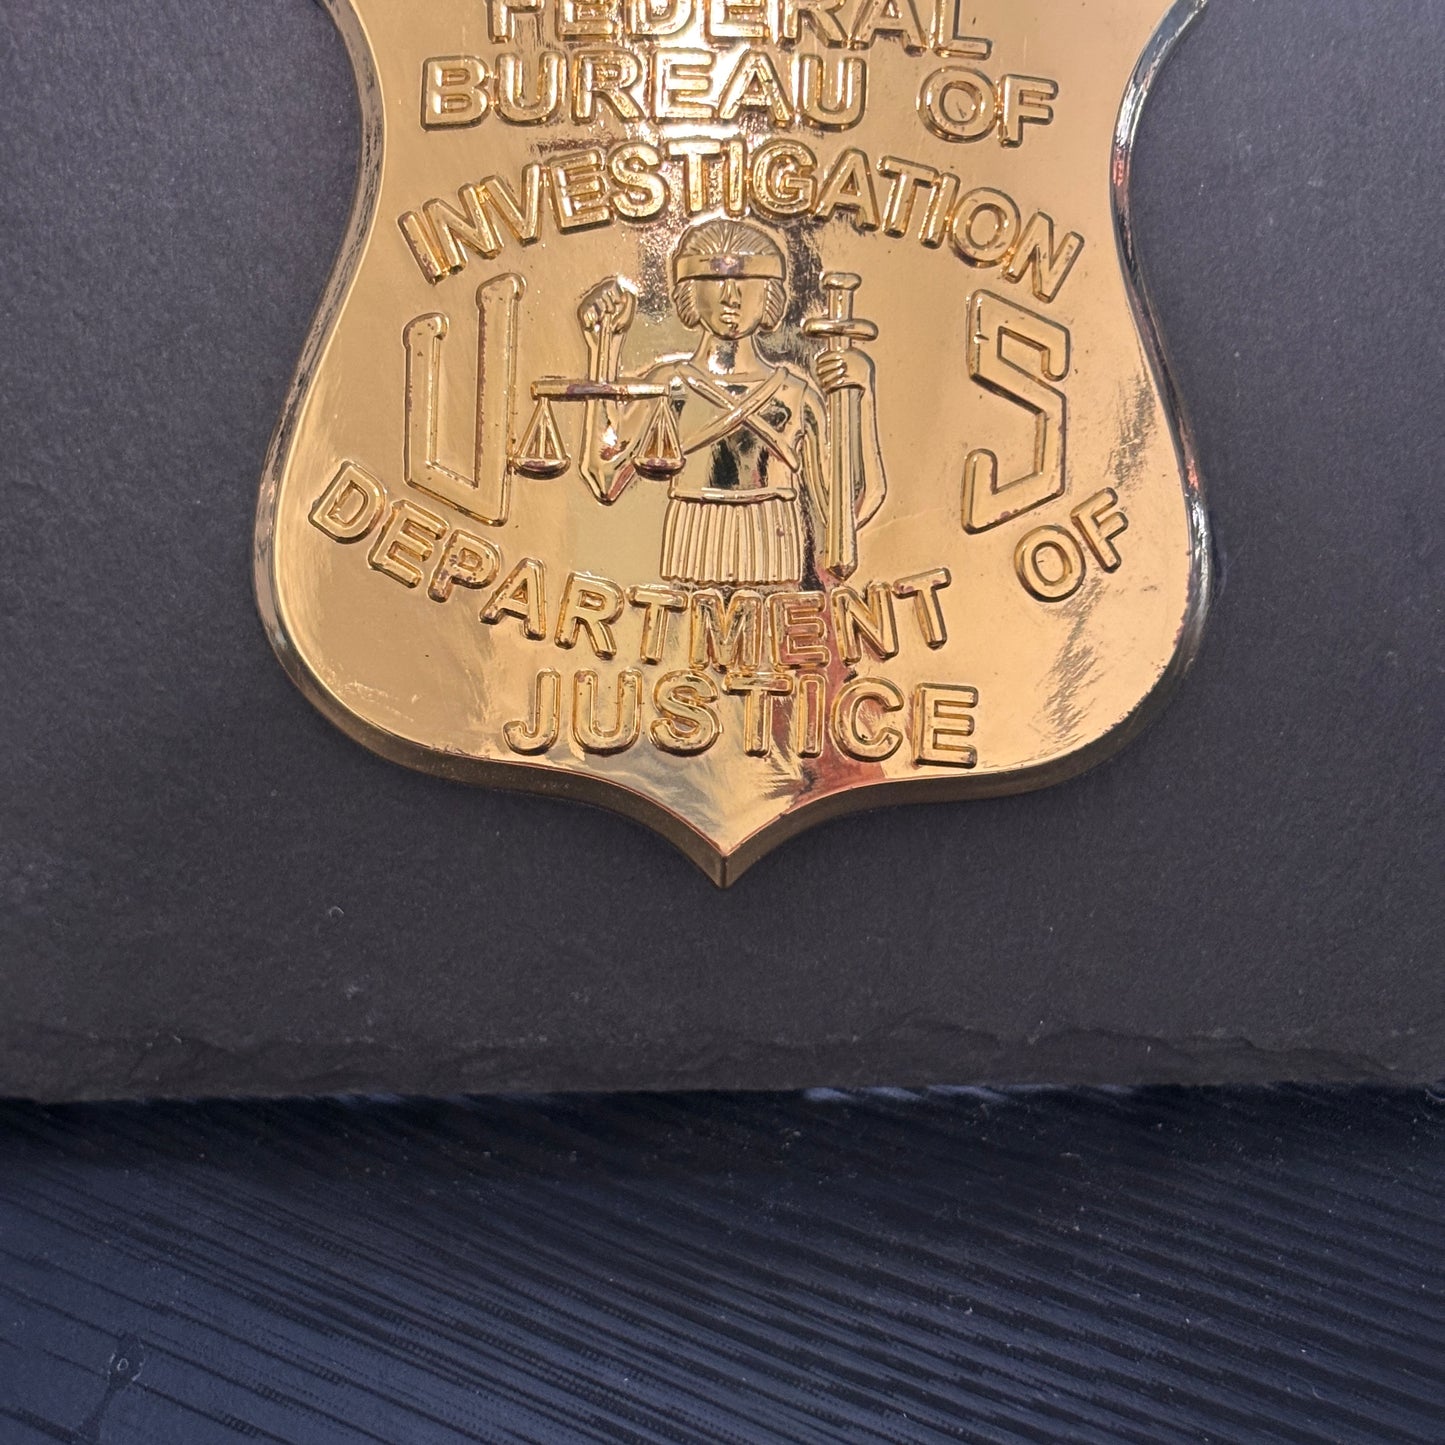 FEDERAL
BUREAU OF
INVESTIGATION
U S
DEPARTMENT OF
JUSTICE